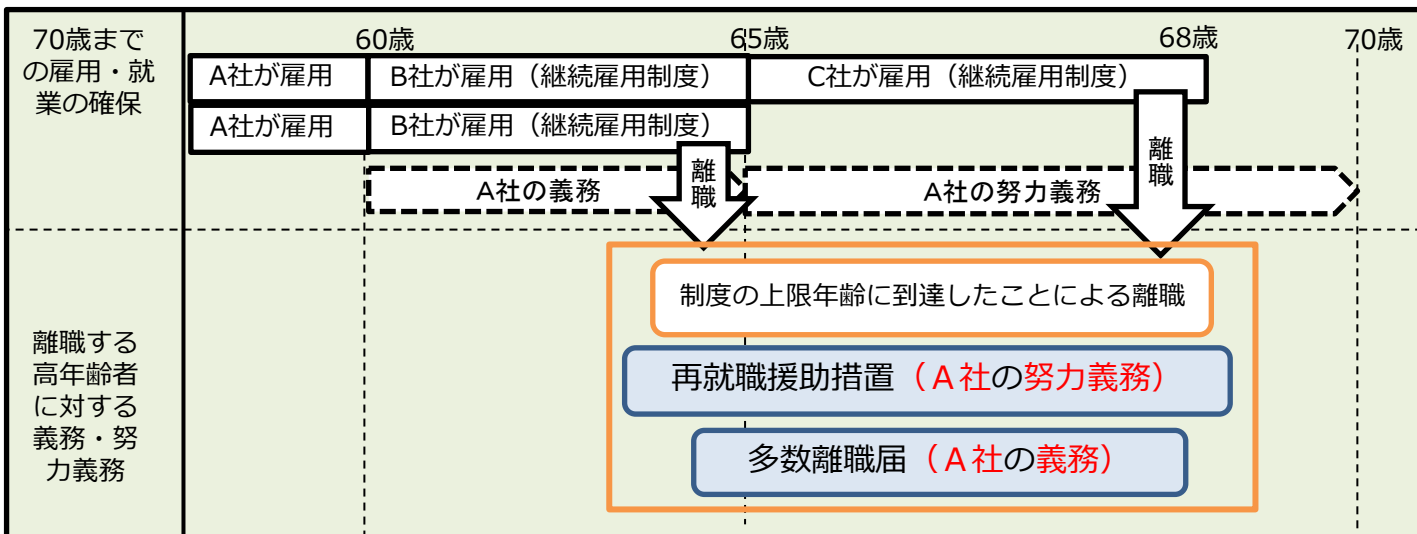 70歳まで
の雇用・就
業の確保
60歳
65歳
68歳
70歳
A社が雇用
B社が雇用（継続雇用制度）
C社が雇用（継続雇用制度）
A社が雇用
B社が雇用（継続雇用制度）
離職
離職
A社の義務
A社の努力義務
離職する
高年齢者
に対する
義務・努
力義務
制度の上限年齢に到達したことによる離職
再就職援助措置（Ａ社の努力義務）
多数離職届（Ａ社の義務）